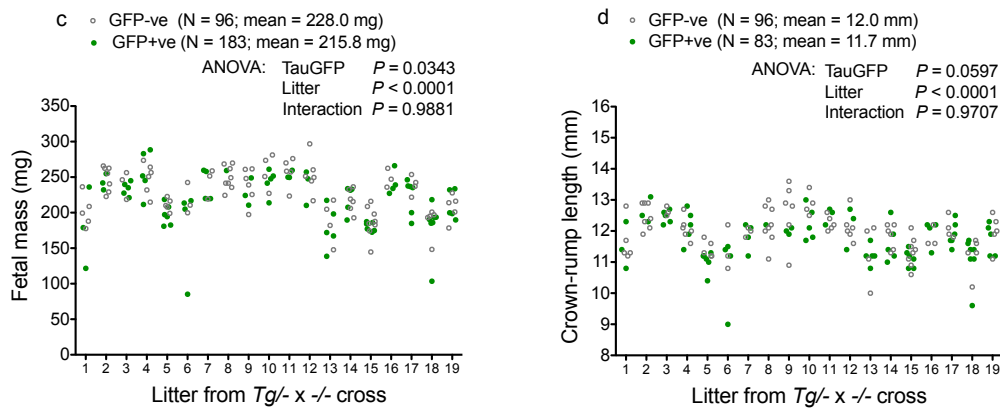 c
GFP-ve (N = 96; mean = 228.0 mg)
GFP+ve (N = 183; mean = 215.8 mg)
ANOVA: TauGFP P = 0.0343
Litter P < 0.0001
Interaction P = 0.9881
Fetal mass (mg)
350
300
250
200
150
100
50
0
1 2 3 4 5 6 7 8 9 10 11 12 13 14 15 16 17 18 19
Litter from Tg/- x -/- cross
d
GFP-ve (N = 96; mean = 12.0 mm)
GFP+ve (N = 83; mean = 11.7 mm)
ANOVA: TauGFP P = 0.0597
Litter P < 0.0001
Interaction P = 0.9707
Crown-rump length (mm)
16
15
14
13
12
11
10
9
8
1 2 3 4 5 6 7 8 9 10 11 12 13 14 15 16 17 18 19
Litter from Tg/- x -/- cross